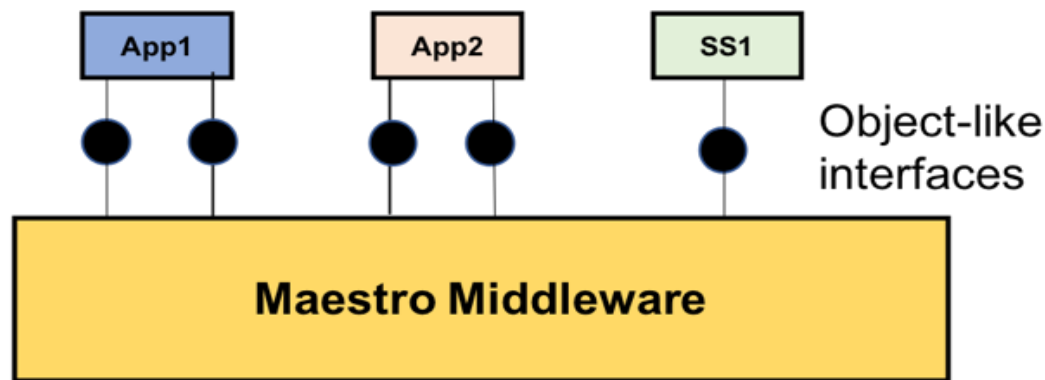 App1
App2
SS1
Object-like
interfaces
Maestro Middleware